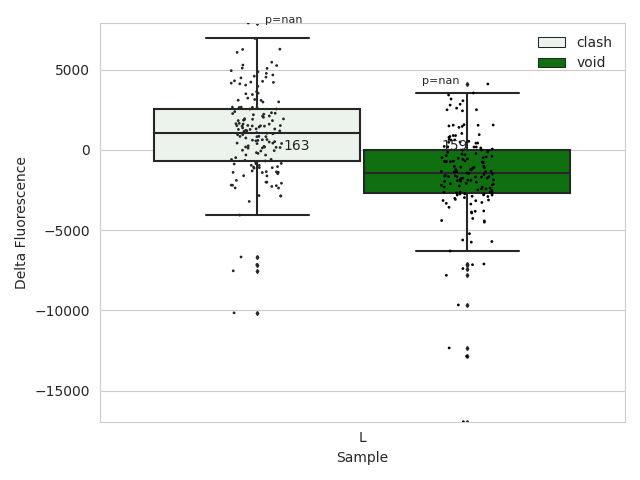 p=nan
clash
void
5000
p=nan
163
159
0
−5000
−10000
−15000
Delta Fluorescence
L
Sample